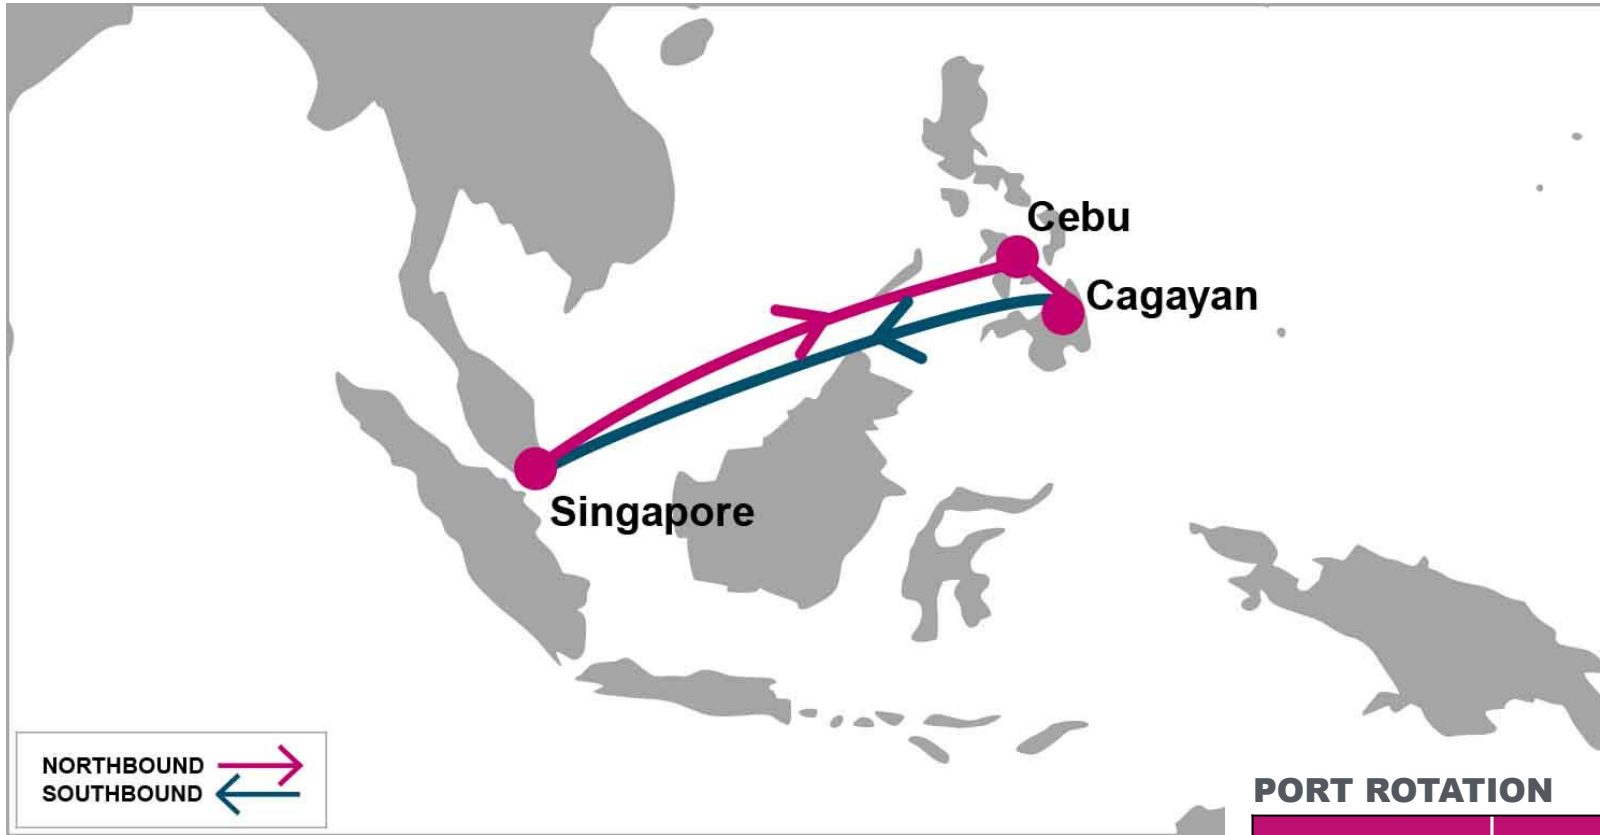 Cebu
Cagayan
Singapore
NORTHBOUND
SOUTHBOUND
PORT ROTATION